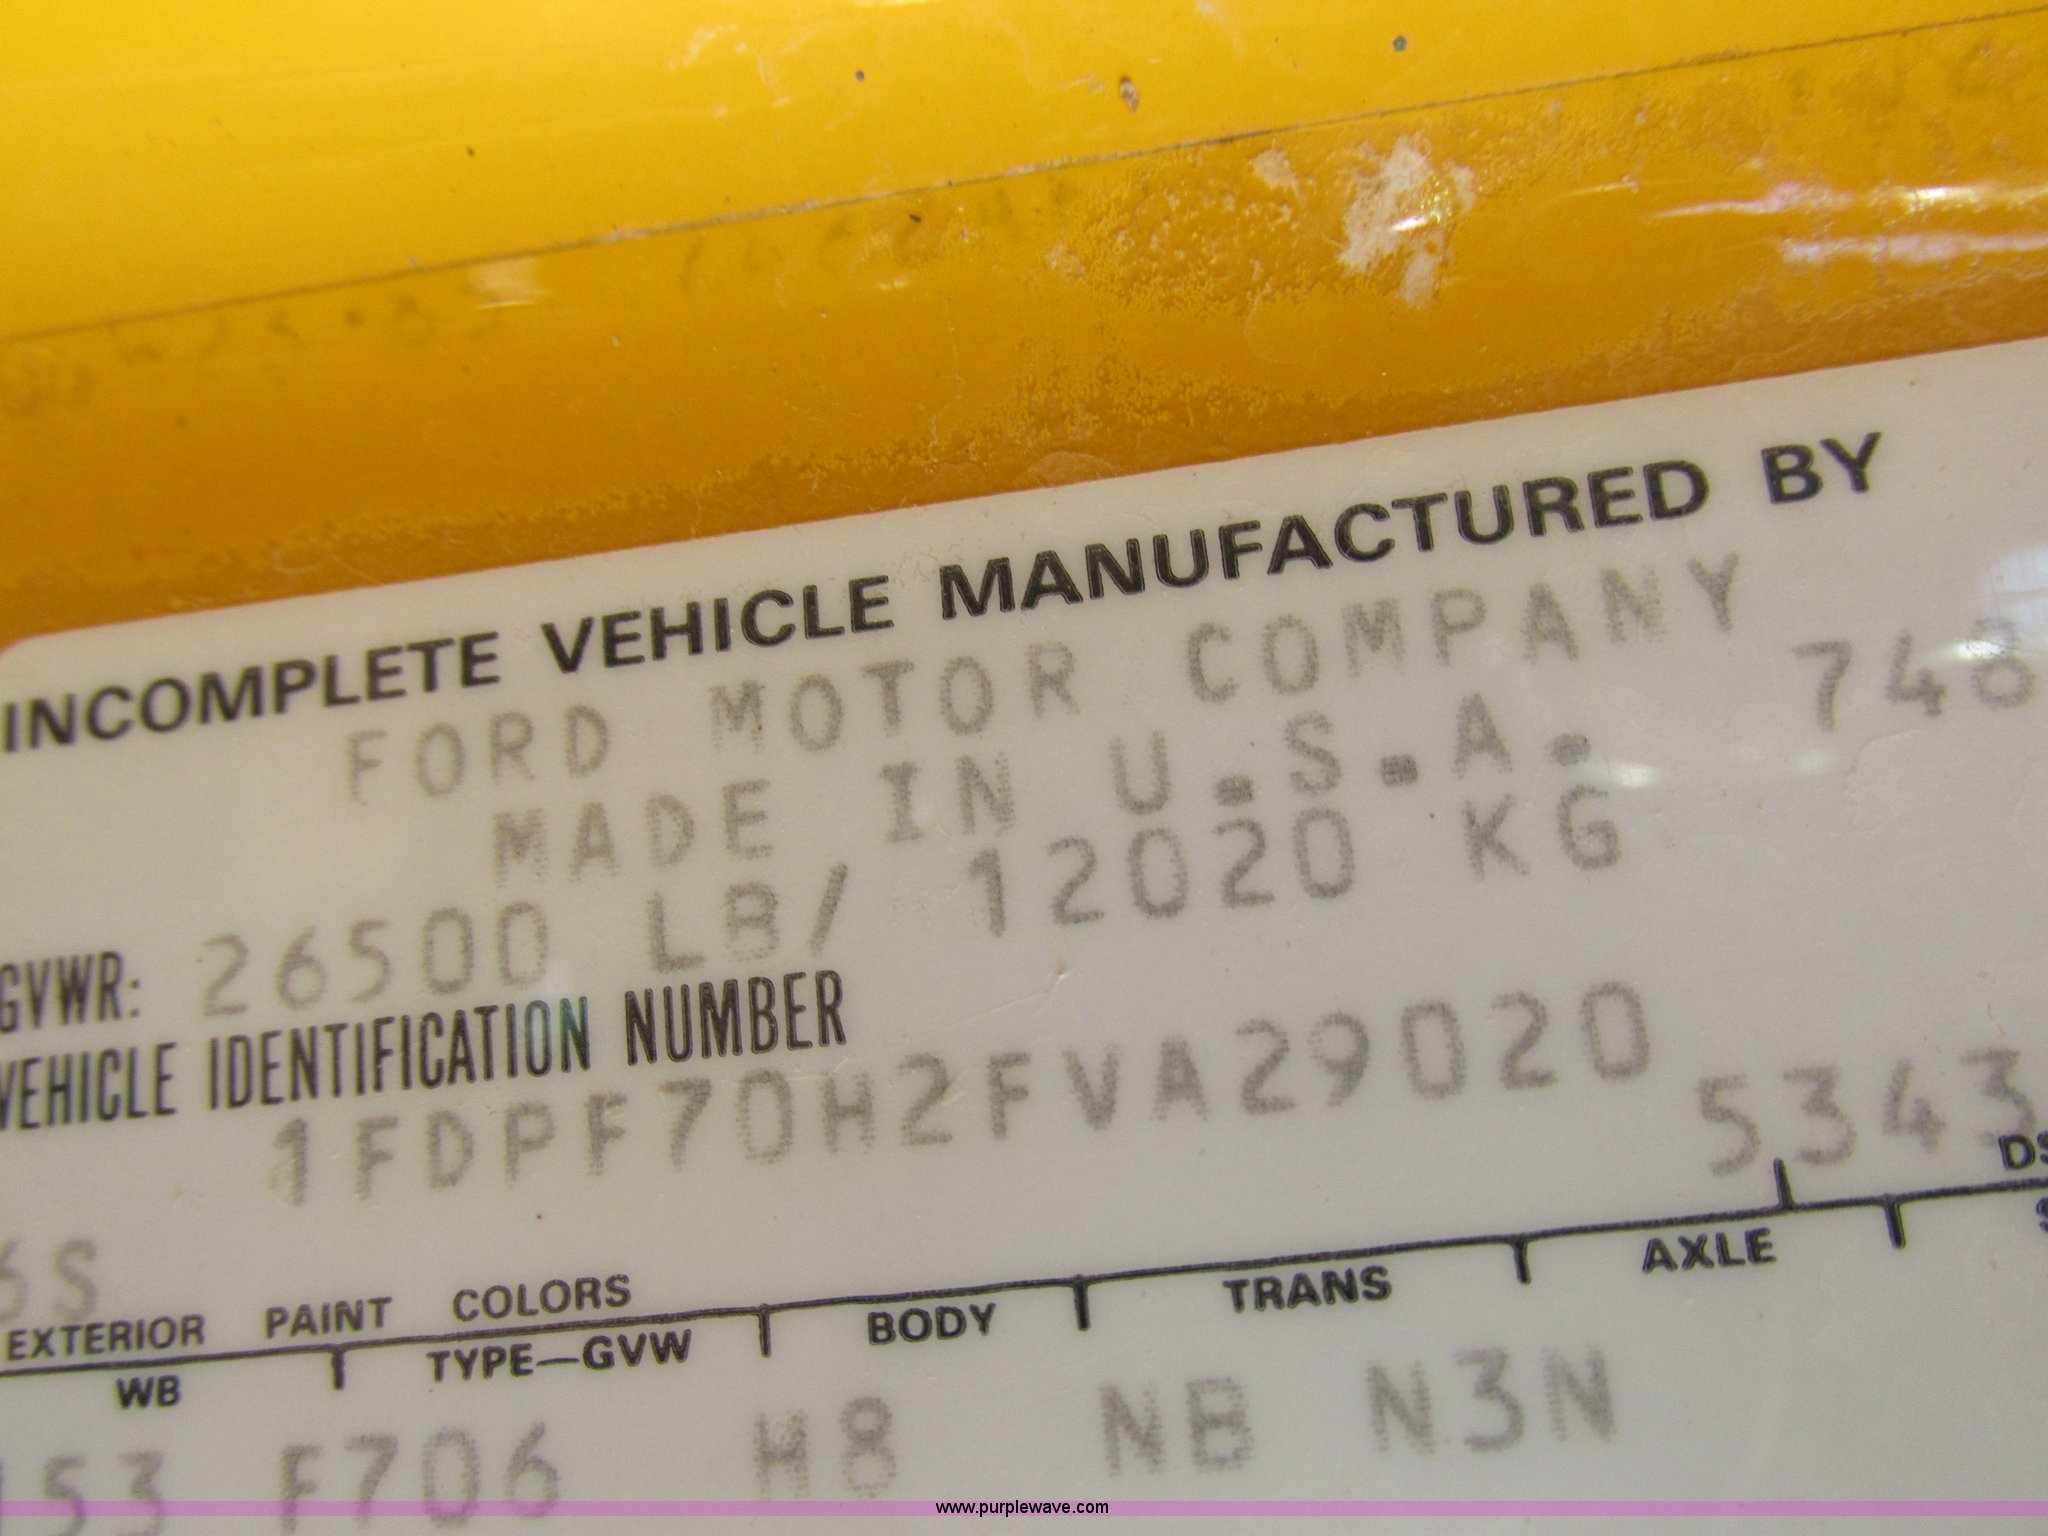 INCOMPLETE VEHICLE MANUFACTURED BY
FORD MOTOR COMPANY
MADE IN U.S.A. 748
GVWR: 26500 LB/ 12020 KG
VEHICLE IDENTIFICATION NUMBER
1FDPF70H2FVA29020
5343
EXTERIOR PAINT COLORS
WB TYPE—GVW BODY TRANS AXLE
153 F706 H8 NB N3N
www.purplewave.com